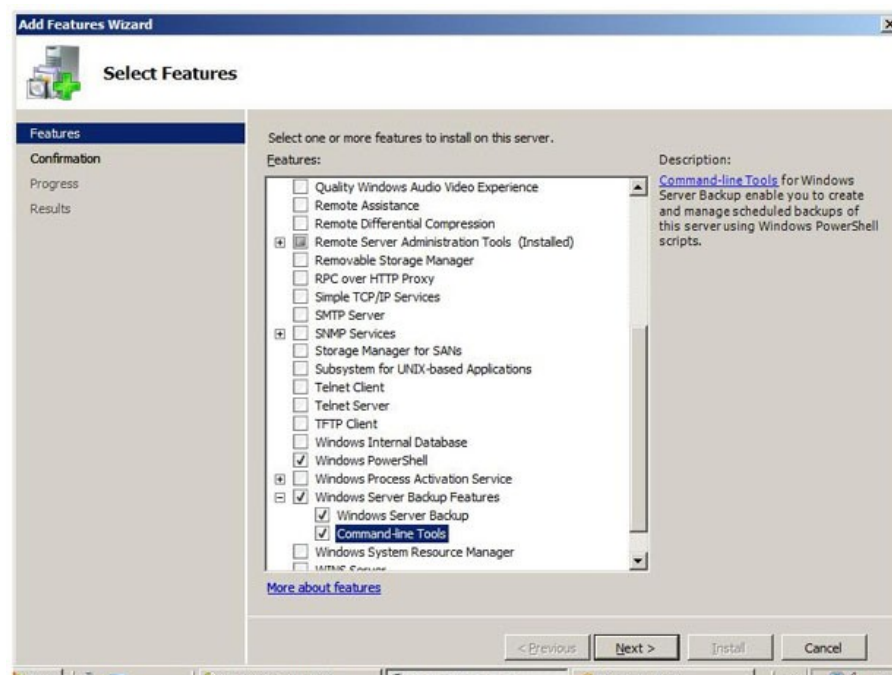 Add Features Wizard
Select Features
Features
Confirmation
Progress
Results
Select one or more features to install on this server.
Features:
Quality Windows Audio Video Experience
Remote Assistance
Remote Differential Compression
Remote Server Administration Tools (Installed)
Removable Storage Manager
RPC over HTTP Proxy
Simple TCP/IP Services
SMTP Server
SNMP Services
Storage Manager for SANs
Subsystem for UNIX-based Applications
Telnet Client
Telnet Server
TFTP Client
Windows Internal Database
Windows PowerShell
Windows Process Activation Service
Windows Server Backup Features
Windows Server Backup
Command-line Tools
Windows System Resource Manager
WINS Server
More about features
Description:
Command-line Tools for Windows
Server Backup enable you to create
and manage scheduled backups of
this server using Windows PowerShell
scripts.
< Previous
Next >
Install
Cancel